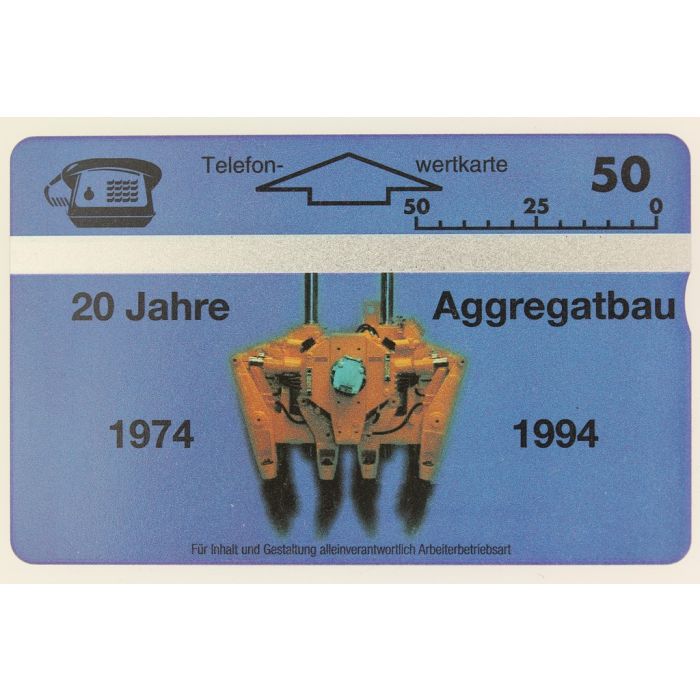 Telefon- wertkarte 50
50 25 0
20 Jahre Aggregatbau
1974 1994
Für Inhalt und Gestaltung alleinverantwortlich Arbeiterbetriebsart